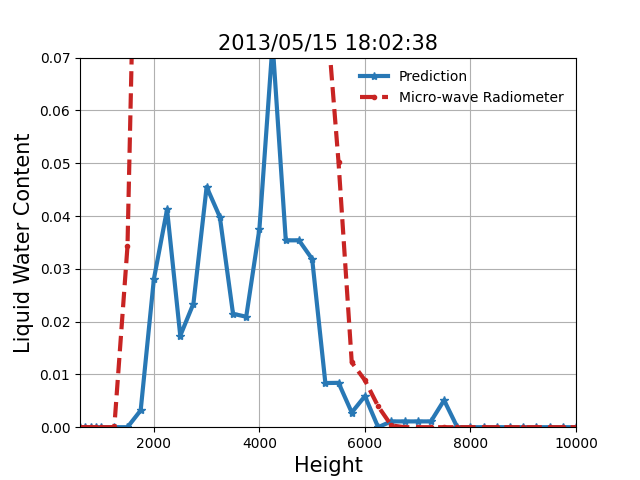 2013/05/15 18:02:38
0.07
0.06
0.05
0.04
0.03
0.02
0.01
0.00
Liquid Water Content
Prediction
Micro-wave Radiometer
2000 4000 6000 8000 10000
Height